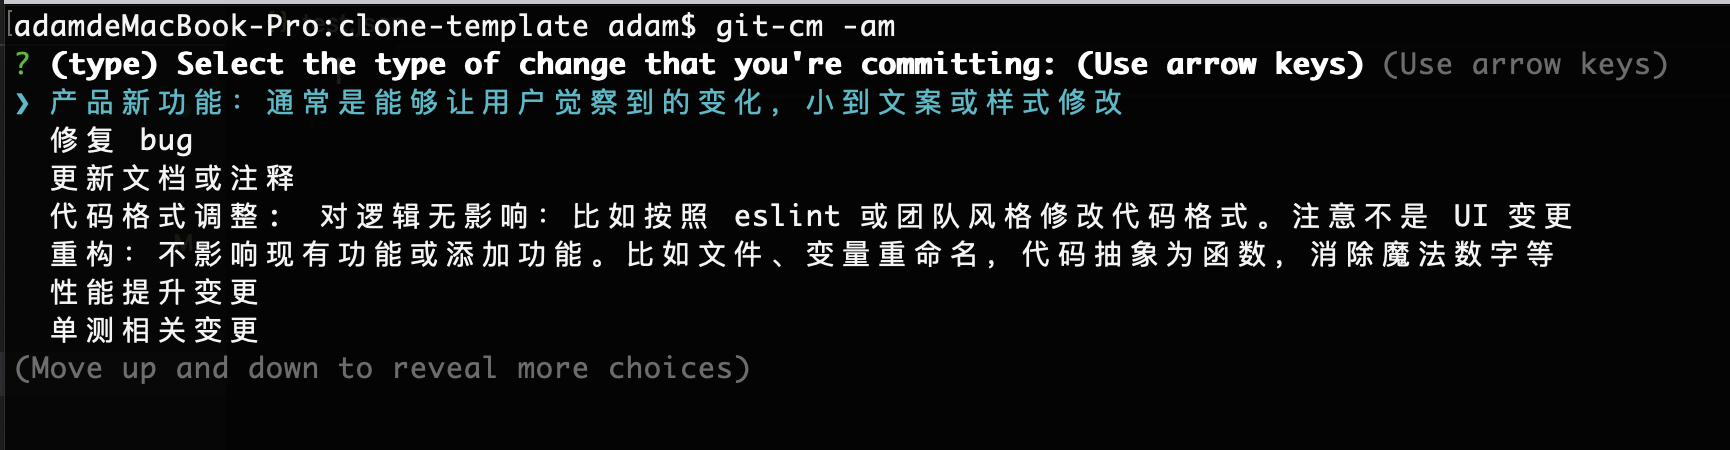 [adamdeMacBook-Pro:clone-template adam$ git-cm -am
? (type) Select the type of change that you're committing: (Use arrow keys) (Use arrow keys)
❯ 产品新功能：通常是能够让用户觉察到的变化，小到文案或样式修改
修复 bug
更新文档或注释
代码格式调整： 对逻辑无影响：比如按照 eslint 或团队风格修改代码格式。注意不是 UI 变更
重构：不影响现有功能或添加功能。比如文件、变量重命名，代码抽象为函数，消除魔法数字等
性能提升变更
单测相关变更
(Move up and down to reveal more choices)